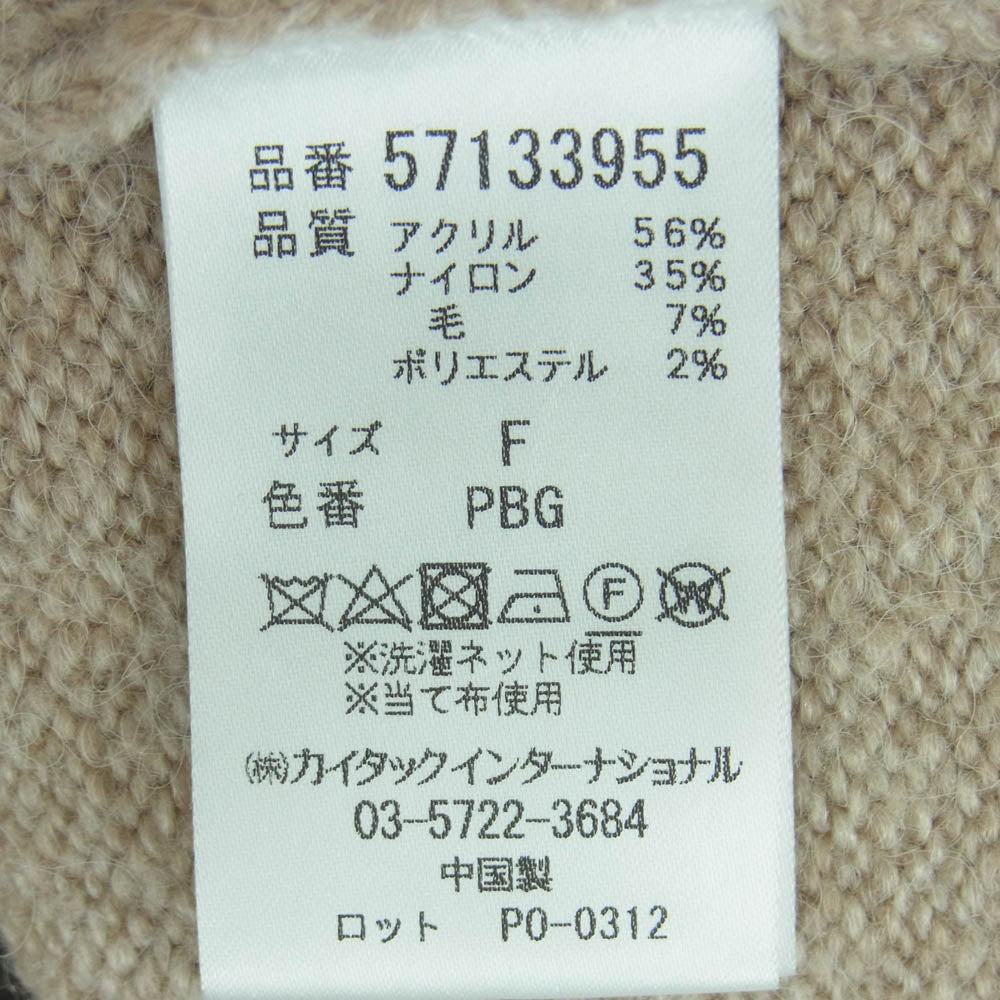 品番 57133955
品質 アクリル 56%
ナイロン 35%
毛 7%
ポリエステル 2%
サイズ F
色番 PBG
F W
※洗濯ネット使用
※当て布使用
㈱カイタックインターナショナル
03-5722-3684
中国製
ロット PO-0312